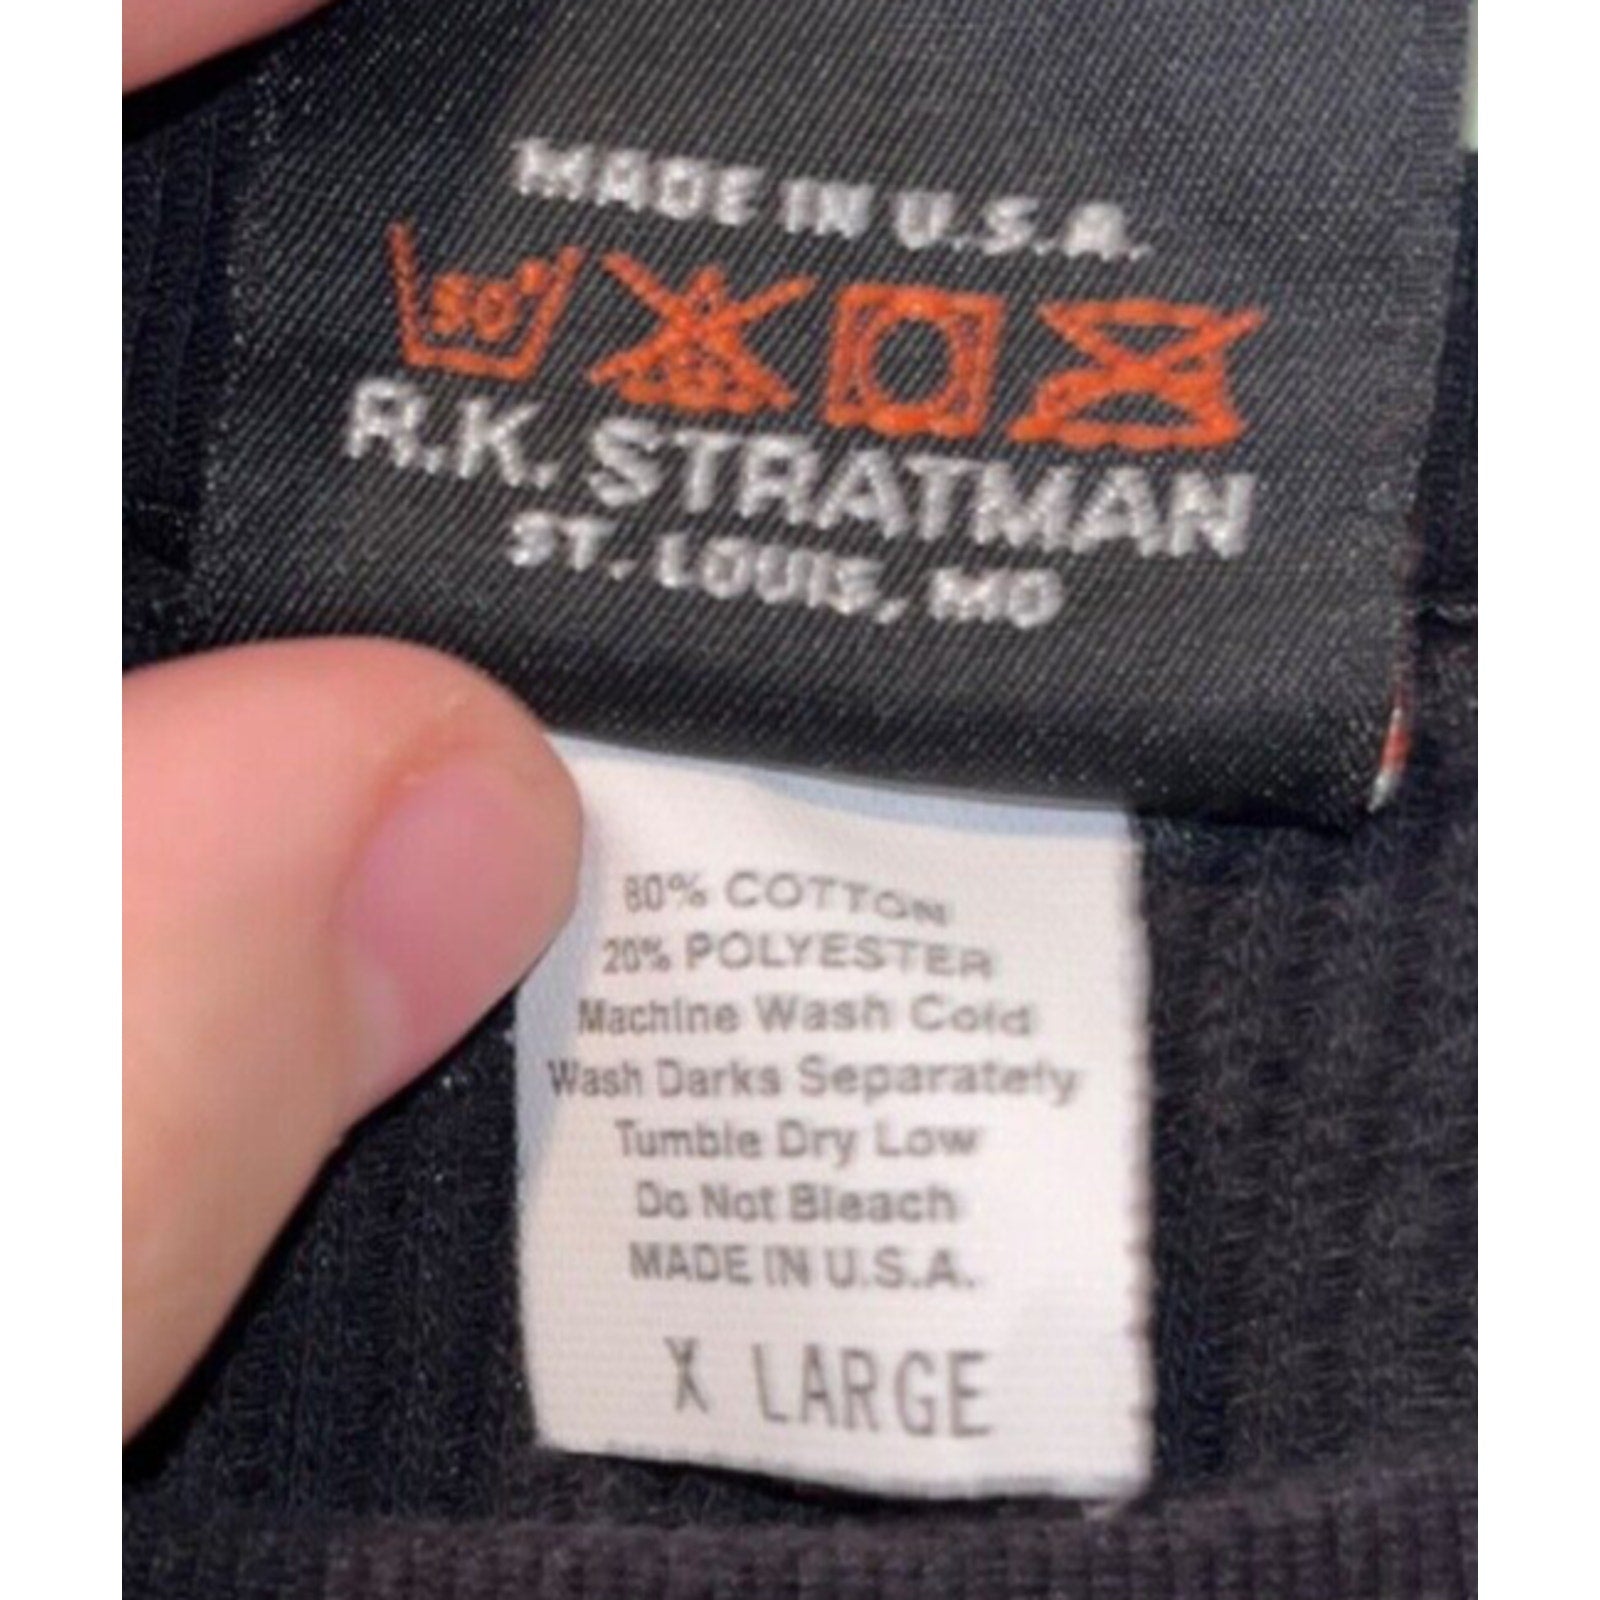 MADE IN U.S.A.
50°
R.K. STRATMAN
ST. LOUIS, MO
80% COTTON
20% POLYESTER
Machine Wash Cold
Wash Darks Separately
Tumble Dry Low
Do Not Bleach
MADE IN U.S.A.
X LARGE